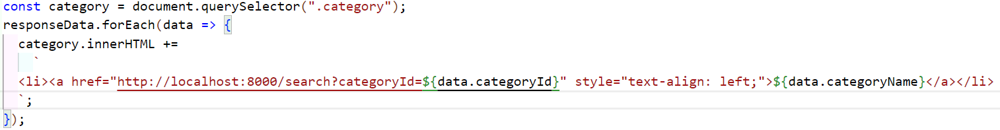 const category = document.querySelector(".category");
responseData.forEach(data => {
  category.innerHTML +=
    `
  <li><a href="http://localhost:8000/search?categoryId=${data.categoryId}" style="text-align: left;">${data.categoryName}</a></li>
  `;
});